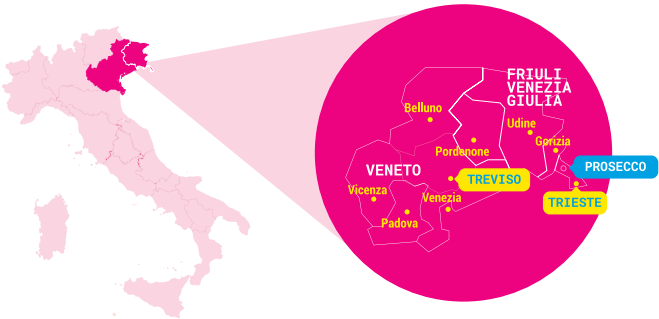 FRIULI
VENEZIA
GIULIA
Belluno
Udine
Gorizia
Pordenone
PROSECCO
VENETO
TREVISO
Vicenza
Venezia
TRIESTE
Padova